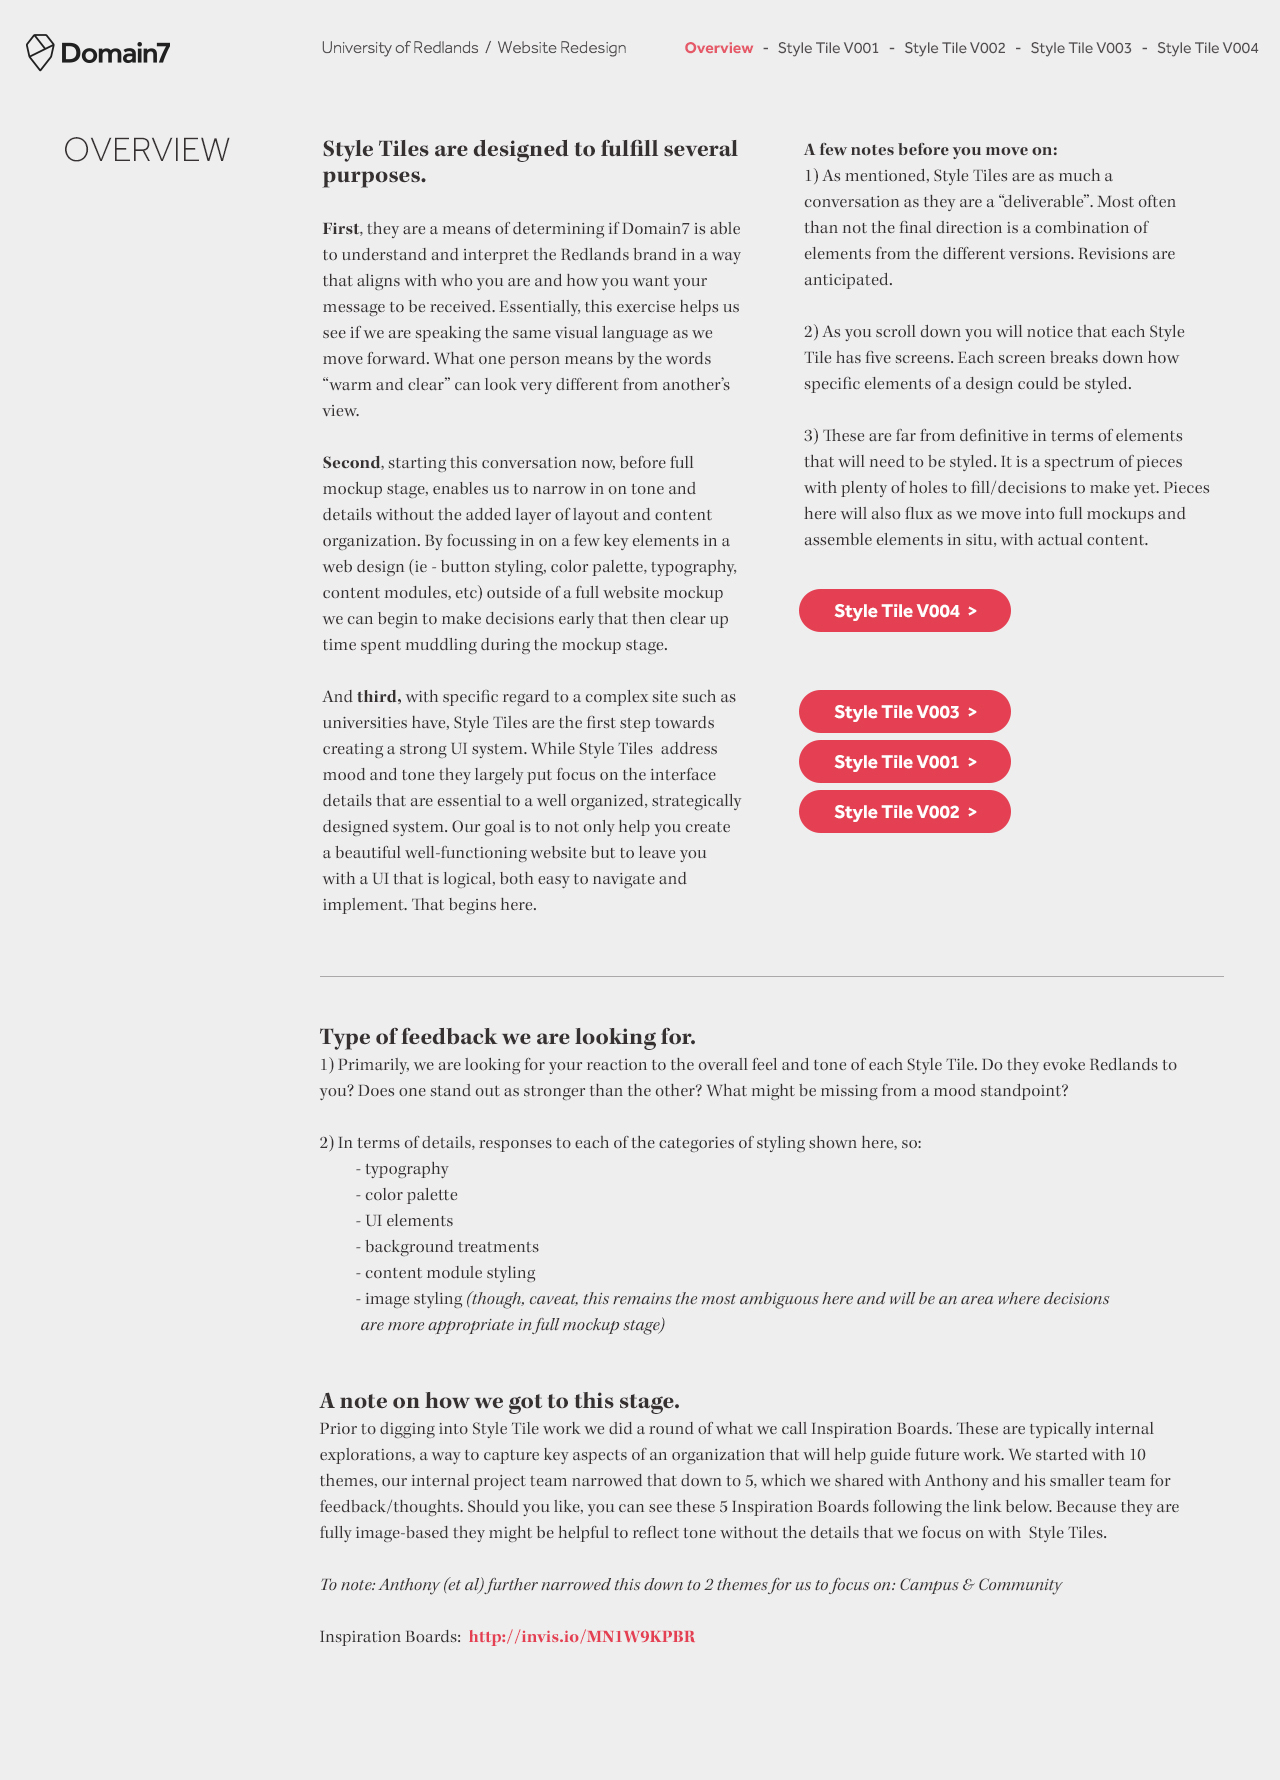 Domain7
University of Redlands / Website Redesign
Overview - Style Tile V001 - Style Tile V002 - Style Tile V003 - Style Tile V004
OVERVIEW
Style Tiles are designed to fulfill several
purposes.
First, they are a means of determining if Domain7 is able
to understand and interpret the Redlands brand in a way
that aligns with who you are and how you want your
message to be received. Essentially, this exercise helps us
see if we are speaking the same visual language as we
move forward. What one person means by the words
“warm and clear” can look very different from another’s
view.
Second, starting this conversation now, before full
mockup stage, enables us to narrow in on tone and
details without the added layer of layout and content
organization. By focussing in on a few key elements in a
web design (ie - button styling, color palette, typography,
content modules, etc) outside of a full website mockup
we can begin to make decisions early that then clear up
time spent muddling during the mockup stage.
And third, with specific regard to a complex site such as
universities have, Style Tiles are the first step towards
creating a strong UI system. While Style Tiles  address
mood and tone they largely put focus on the interface
details that are essential to a well organized, strategically
designed system. Our goal is to not only help you create
a beautiful well-functioning website but to leave you
with a UI that is logical, both easy to navigate and
implement. That begins here.
A few notes before you move on:
1) As mentioned, Style Tiles are as much a
conversation as they are a “deliverable”. Most often
than not the final direction is a combination of
elements from the different versions. Revisions are
anticipated.
2) As you scroll down you will notice that each Style
Tile has five screens. Each screen breaks down how
specific elements of a design could be styled.
3) These are far from definitive in terms of elements
that will need to be styled. It is a spectrum of pieces
with plenty of holes to fill/decisions to make yet. Pieces
here will also flux as we move into full mockups and
assemble elements in situ, with actual content.
Style Tile V004 >
Style Tile V003 >
Style Tile V001 >
Style Tile V002 >
Type of feedback we are looking for.
1) Primarily, we are looking for your reaction to the overall feel and tone of each Style Tile. Do they evoke Redlands to
you? Does one stand out as stronger than the other? What might be missing from a mood standpoint?
2) In terms of details, responses to each of the categories of styling shown here, so:
- typography
- color palette
- UI elements
- background treatments
- content module styling
- image styling (though, caveat, this remains the most ambiguous here and will be an area where decisions
are more appropriate in full mockup stage)
A note on how we got to this stage.
Prior to digging into Style Tile work we did a round of what we call Inspiration Boards. These are typically internal
explorations, a way to capture key aspects of an organization that will help guide future work. We started with 10
themes, our internal project team narrowed that down to 5, which we shared with Anthony and his smaller team for
feedback/thoughts. Should you like, you can see these 5 Inspiration Boards following the link below. Because they are
fully image-based they might be helpful to reflect tone without the details that we focus on with  Style Tiles.
To note: Anthony (et al) further narrowed this down to 2 themes for us to focus on: Campus & Community
Inspiration Boards:  http://invis.io/MN1W9KPBR